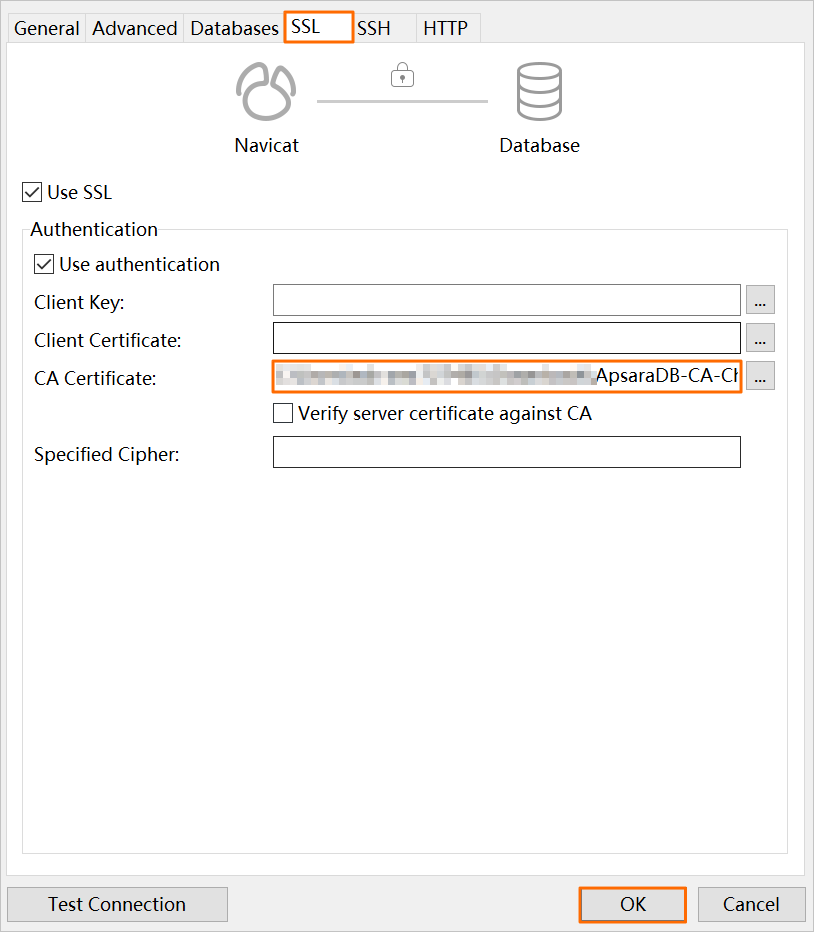 General Advanced Databases SSL SSH HTTP
Navicat Database
Use SSL
Authentication
Use authentication
Client Key: ...
Client Certificate: ...
CA Certificate: ApsaraDB-CA-Ch ...
Verify server certificate against CA
Specified Cipher:
Test Connection OK Cancel